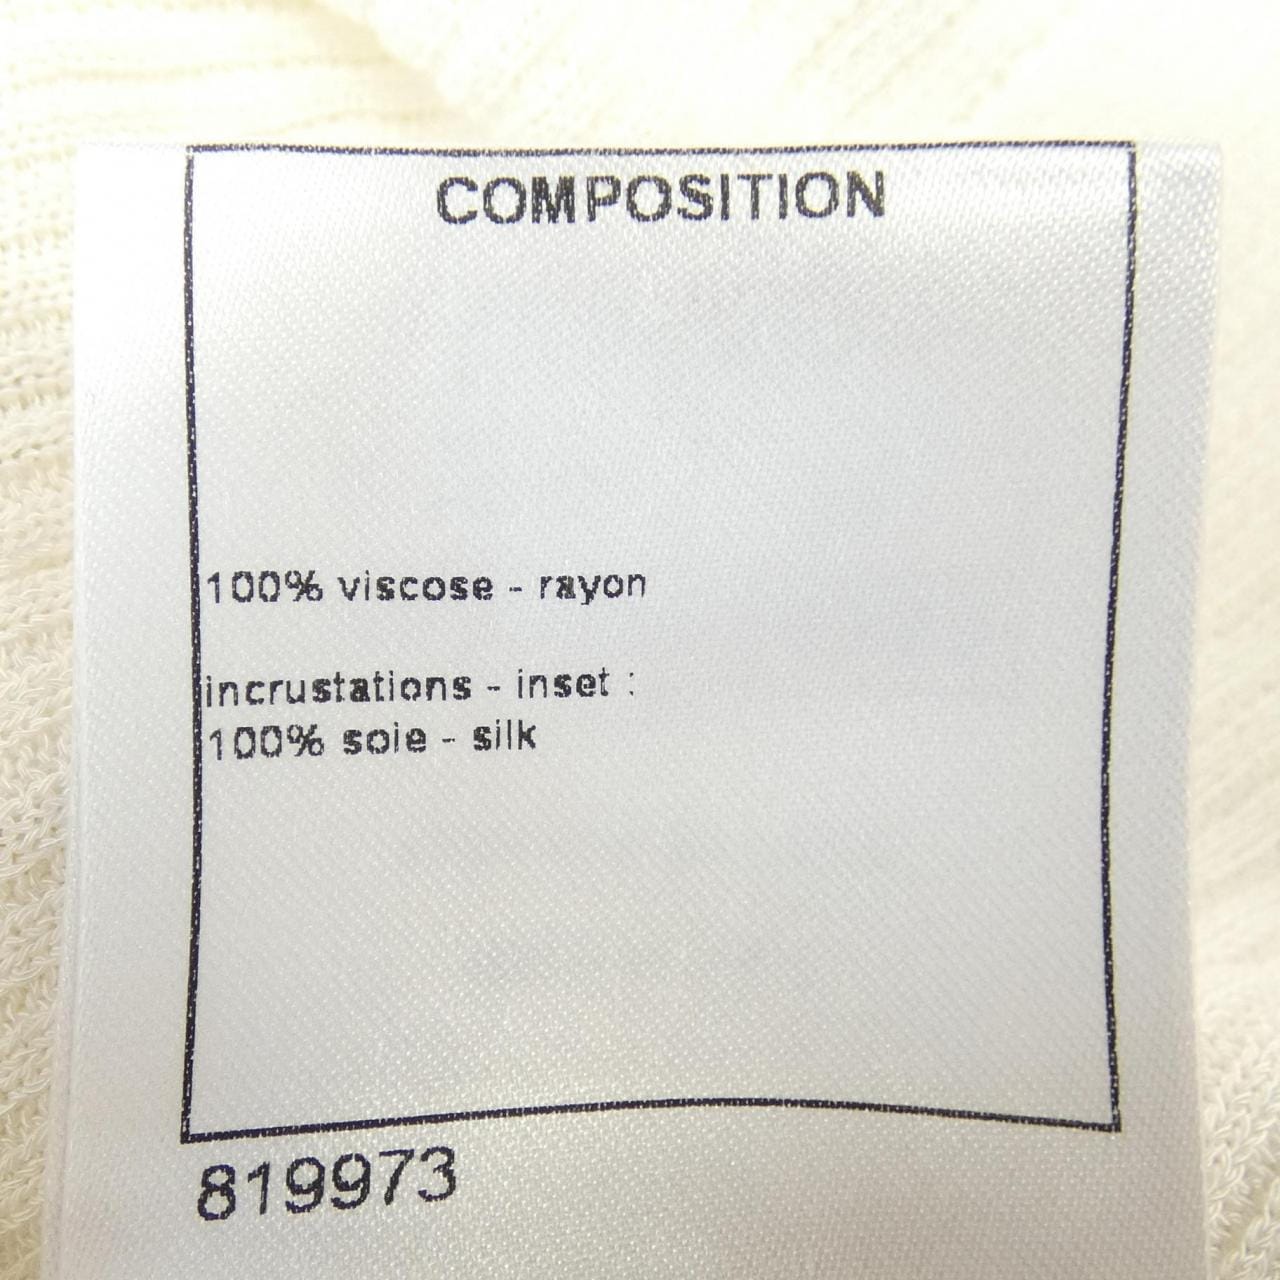 COMPOSITION
100% viscose - rayon
incrustations - inset :
100% soie - silk
819973